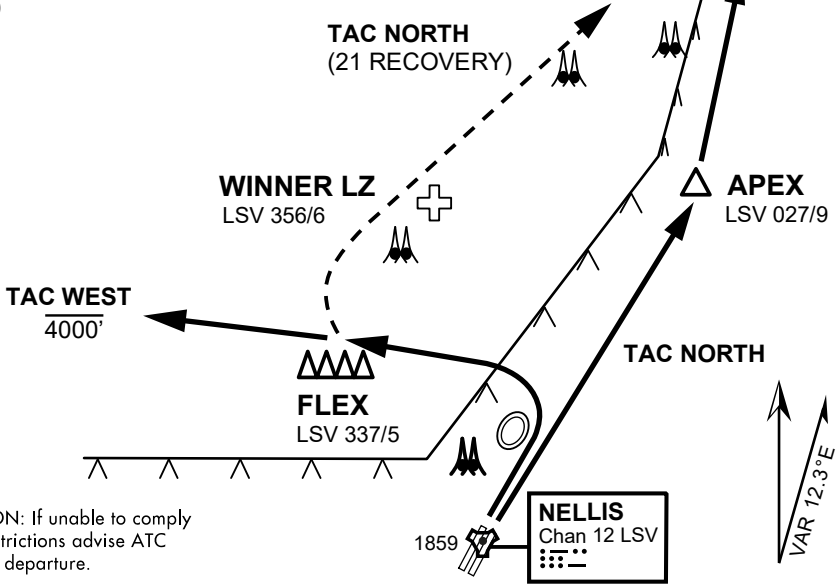 TAC NORTH
(21 RECOVERY)
WINNER LZ
LSV 356/6
APEX
LSV 027/9
TAC WEST
4000'
TAC NORTH
FLEX
LSV 337/5
ON: If unable to comply
trictions advise ATC
departure.
1859
NELLIS
Chan 12 LSV
VAR 12.3°E